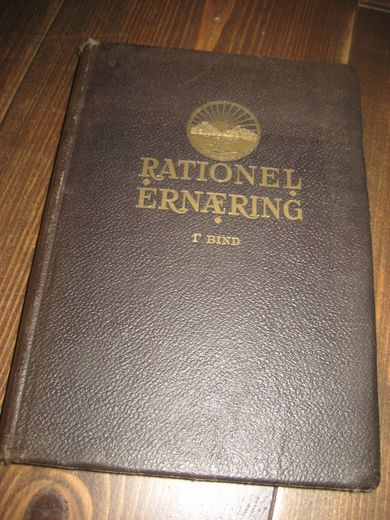 RATIONEL
ERNÆRING
1' BIND